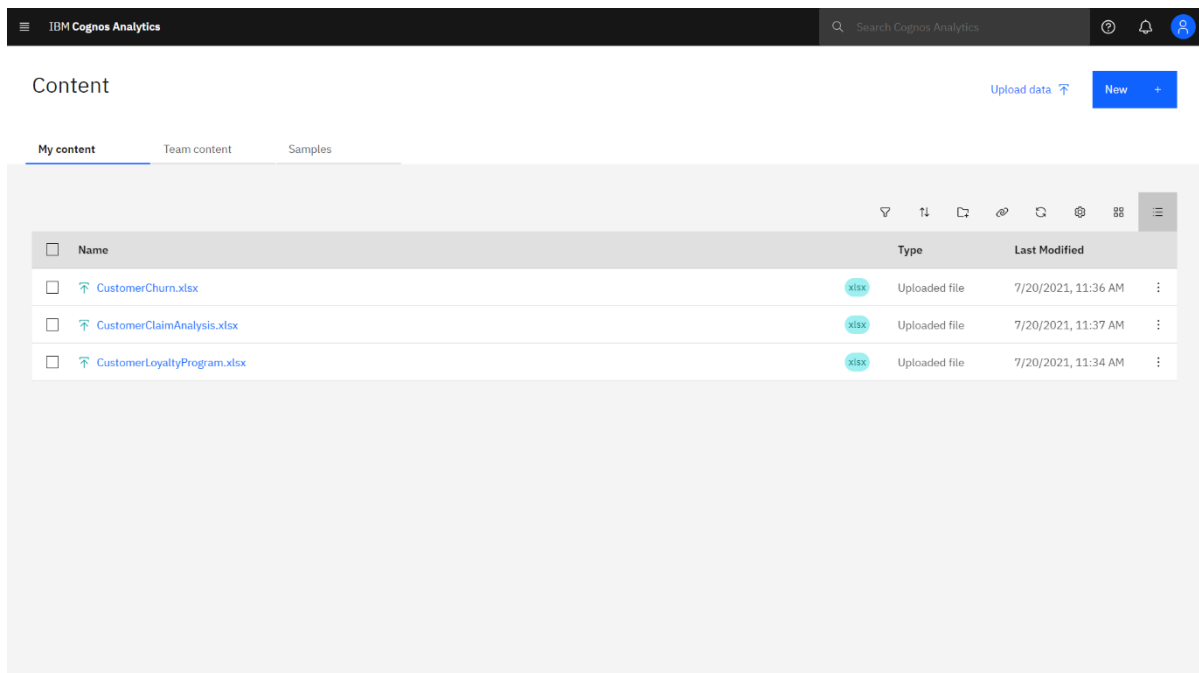 IBM Cognos Analytics
Search Cognos Analytics
Content
Upload data
New +
My content Team content Samples
Name Type Last Modified
CustomerChurn.xlsx xlsx Uploaded file 7/20/2021, 11:36 AM
CustomerClaimAnalysis.xlsx xlsx Uploaded file 7/20/2021, 11:37 AM
CustomerLoyaltyProgram.xlsx xlsx Uploaded file 7/20/2021, 11:34 AM